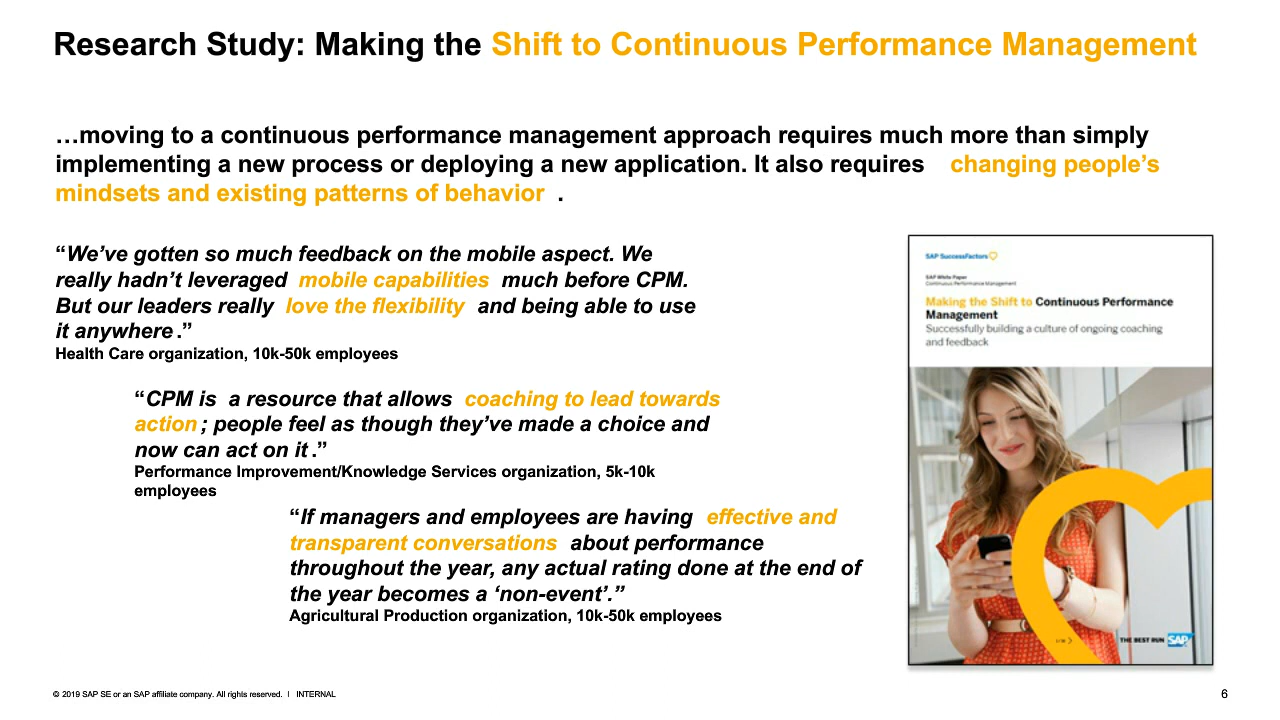 Research Study: Making the Shift to Continuous Performance Management
…moving to a continuous performance management approach requires much more than simply
implementing a new process or deploying a new application. It also requires changing people’s
mindsets and existing patterns of behavior .
“We’ve gotten so much feedback on the mobile aspect. We
really hadn’t leveraged mobile capabilities much before CPM.
But our leaders really love the flexibility and being able to use
it anywhere.”
Health Care organization, 10k-50k employees
“CPM is a resource that allows coaching to lead towards
action; people feel as though they’ve made a choice and
now can act on it.”
Performance Improvement/Knowledge Services organization, 5k-10k
employees
“If managers and employees are having effective and
transparent conversations about performance
throughout the year, any actual rating done at the end of
the year becomes a ‘non-event’.”
Agricultural Production organization, 10k-50k employees
SAP SuccessFactors
SAP White Paper
Continuous Performance Management
Making the Shift to Continuous Performance
Management
Successfully building a culture of ongoing coaching
and feedback
THE BEST RUN SAP
© 2019 SAP SE or an SAP affiliate company. All rights reserved. | INTERNAL
6